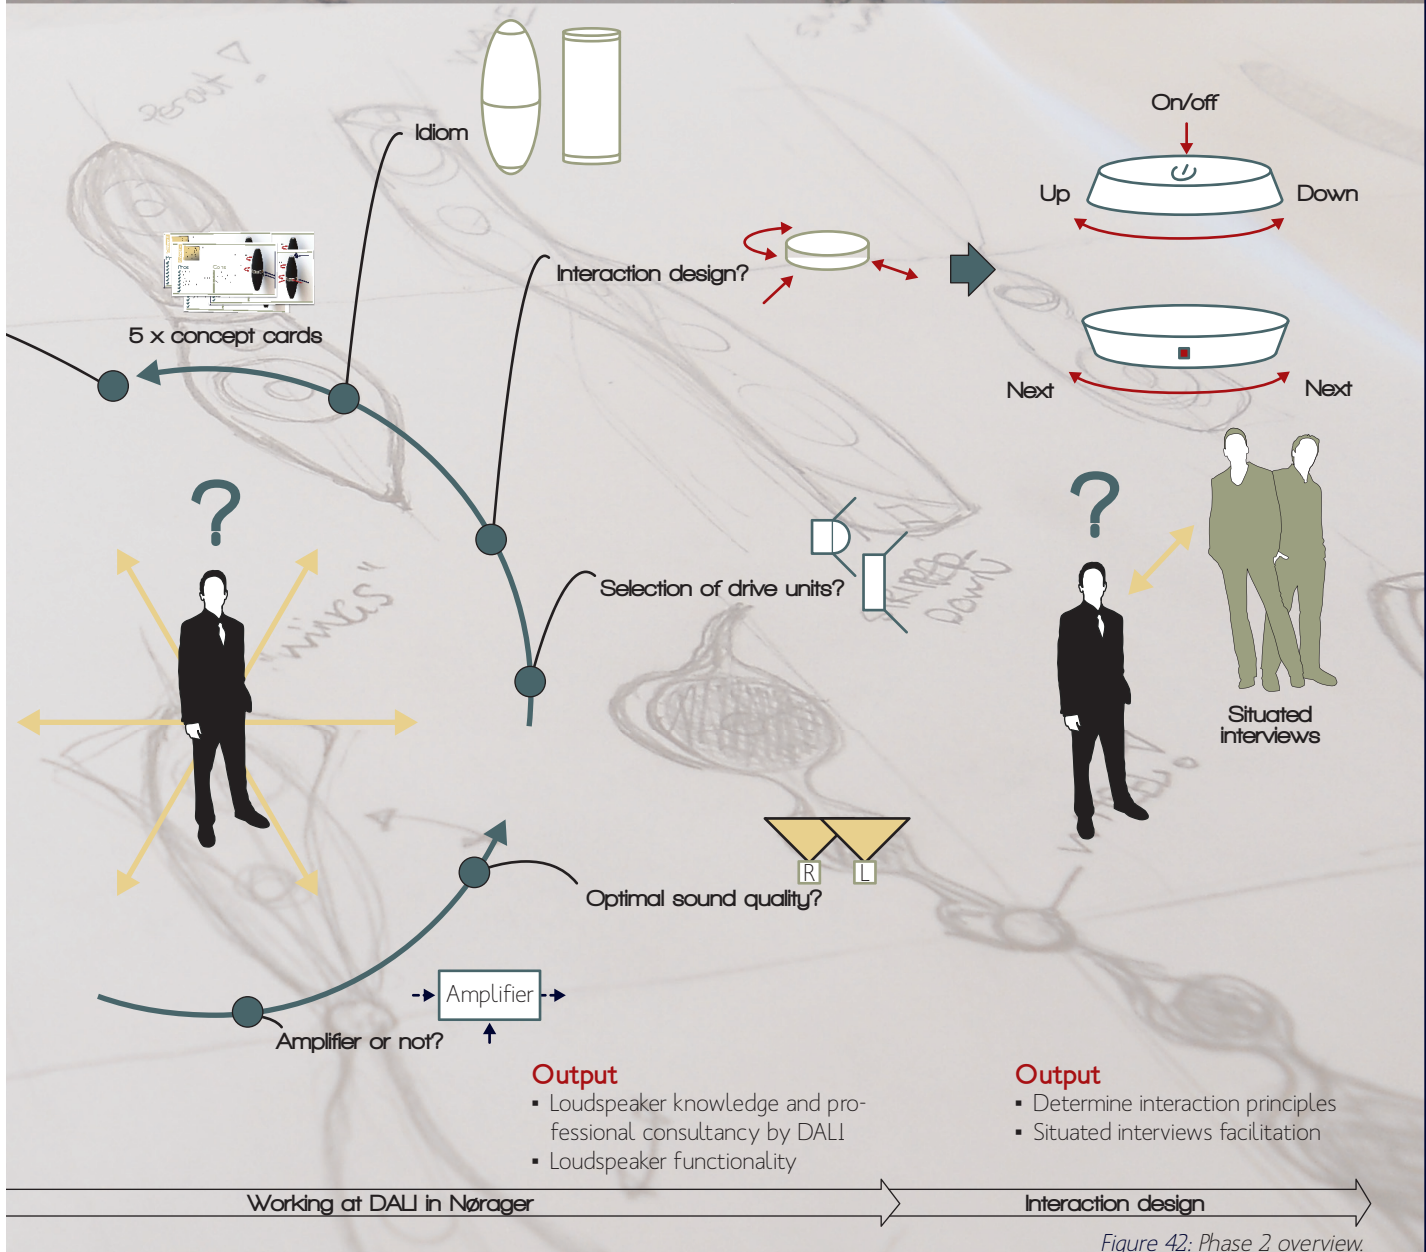 Idiom
On/off
Up
Down
Interaction design?
5 x concept cards
Next
Next
Selection of drive units?
"WINGS"
Situated
interviews
R
L
Optimal sound quality?
Amplifier
Amplifier or not?
Output
▪ Loudspeaker knowledge and pro-
fessional consultancy by DALI
▪ Loudspeaker functionality
Output
▪ Determine interaction principles
▪ Situated interviews facilitation
Working at DALI in Nørager
Interaction design
Figure 42: Phase 2 overview.